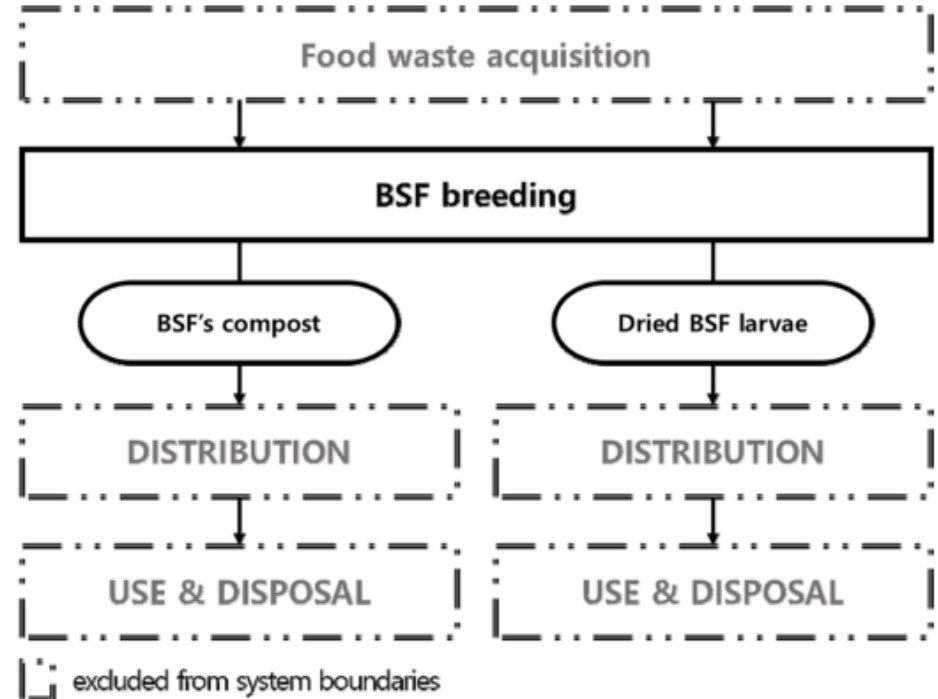 Food waste acquisition
BSF breeding
BSF's compost
Dried BSF larvae
DISTRIBUTION
DISTRIBUTION
USE & DISPOSAL
USE & DISPOSAL
excluded from system boundaries